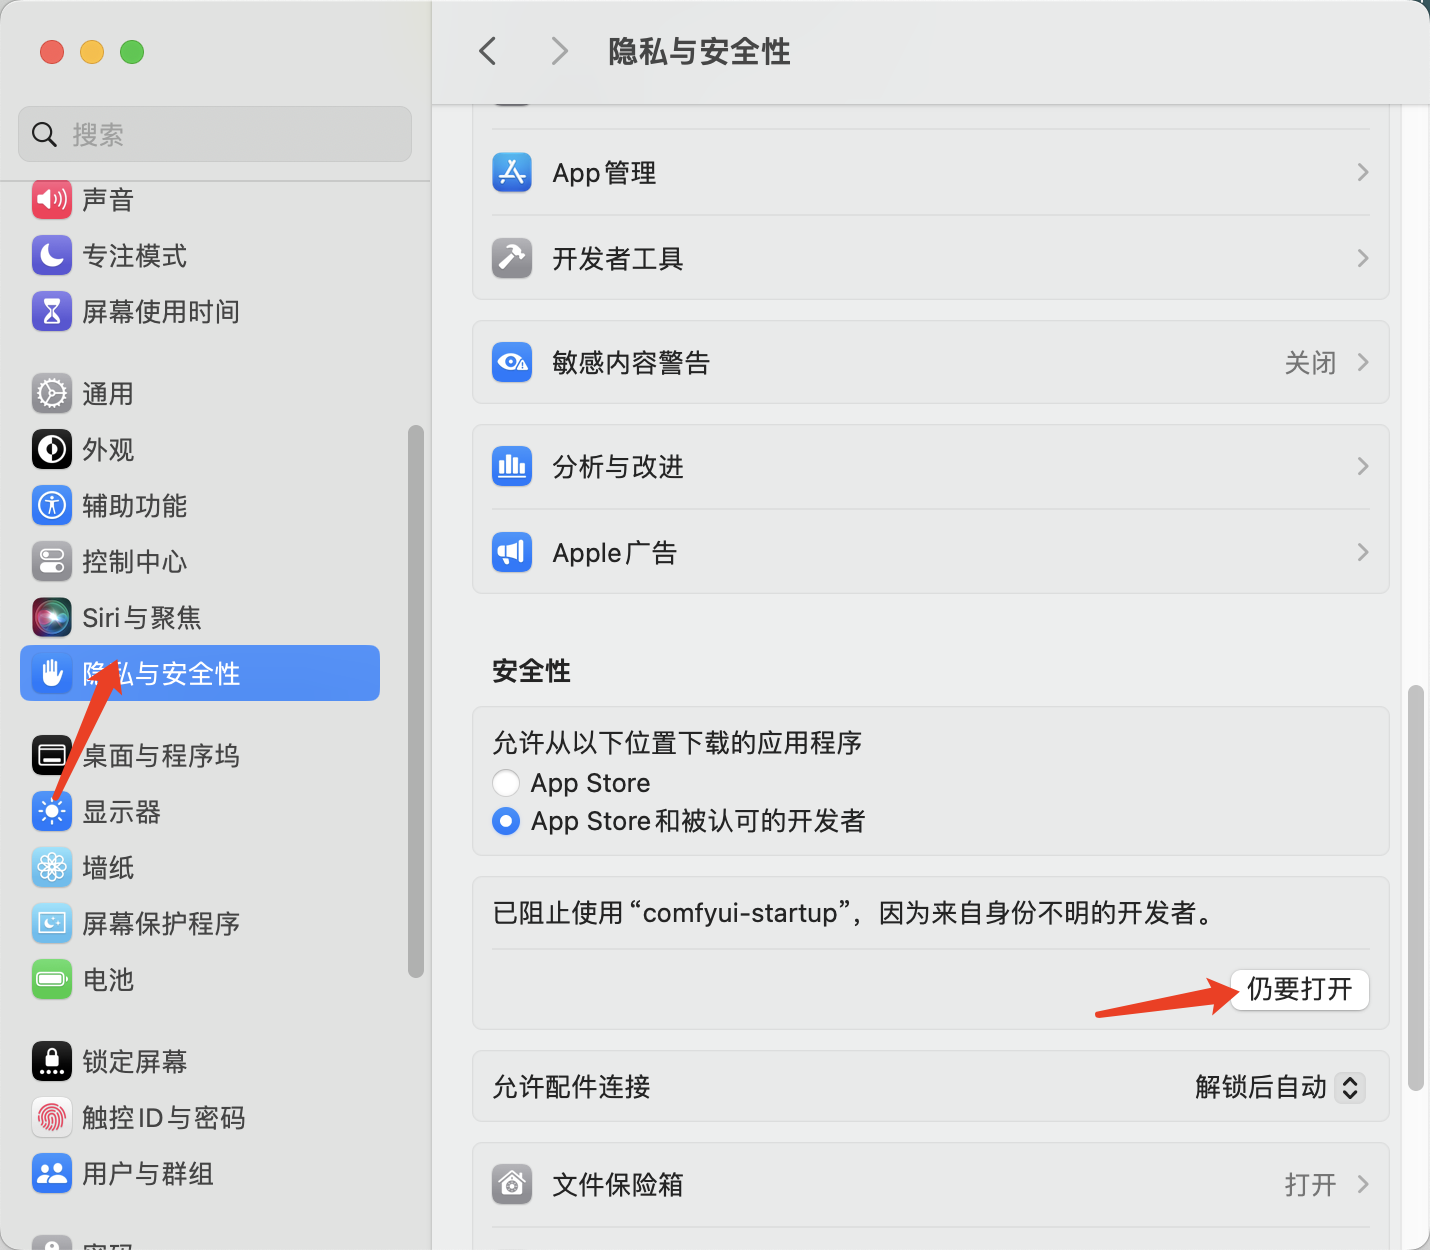 搜索
声音
专注模式
屏幕使用时间
通用
外观
辅助功能
控制中心
Siri与聚焦
隐私与安全性
桌面与程序坞
显示器
墙纸
屏幕保护程序
电池
锁定屏幕
触控ID与密码
用户与群组
密码
隐私与安全性
App管理
开发者工具
敏感内容警告 关闭
分析与改进
Apple广告
安全性
允许从以下位置下载的应用程序
App Store
App Store和被认可的开发者
已阻止使用“comfyui-startup”，因为来自身份不明的开发者。
仍要打开
允许配件连接 解锁后自动
文件保险箱 打开